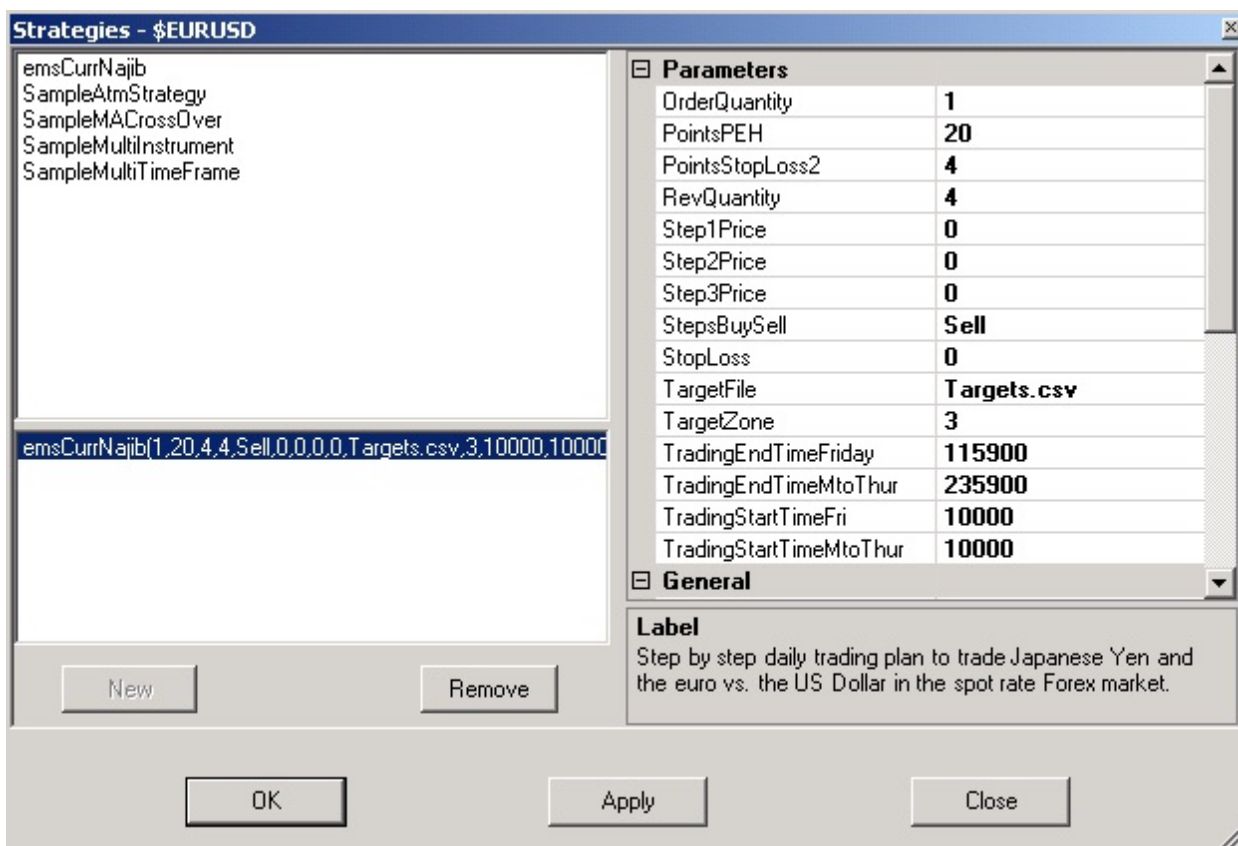 Strategies - $EURUSD
emsCurrNajib
SampleAtmStrategy
SampleMACrossOver
SampleMultiInstrument
SampleMultiTimeFrame
emsCurrNajib(1,20,4,4,Sell,0,0,0,0,Targets.csv,3,10000,10000
New
Remove
Parameters
OrderQuantity 1
PointsPEH 20
PointsStopLoss2 4
RevQuantity 4
Step1Price 0
Step2Price 0
Step3Price 0
StepsBuySell Sell
StopLoss 0
TargetFile Targets.csv
TargetZone 3
TradingEndTimeFriday 115900
TradingEndTimeMtoThur 235900
TradingStartTimeFri 10000
TradingStartTimeMtoThur 10000
General
Label
Step by step daily trading plan to trade Japanese Yen and
the euro vs. the US Dollar in the spot rate Forex market.
OK
Apply
Close